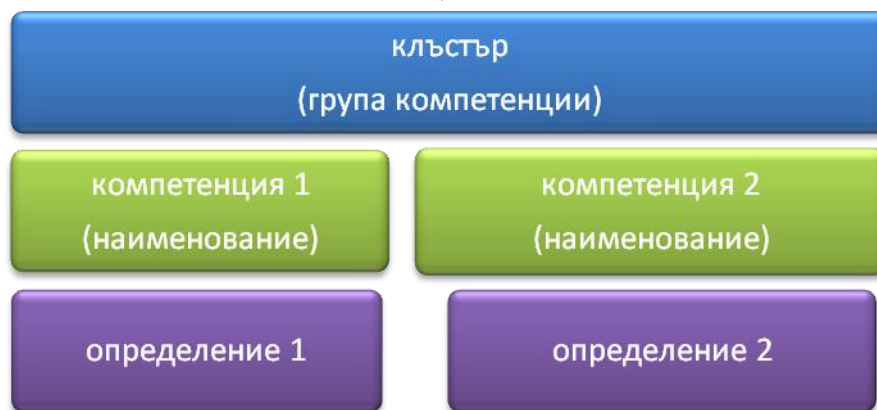 клъстър
(група компетенции)
компетенция 1
(наименование)
компетенция 2
(наименование)
определение 1
определение 2